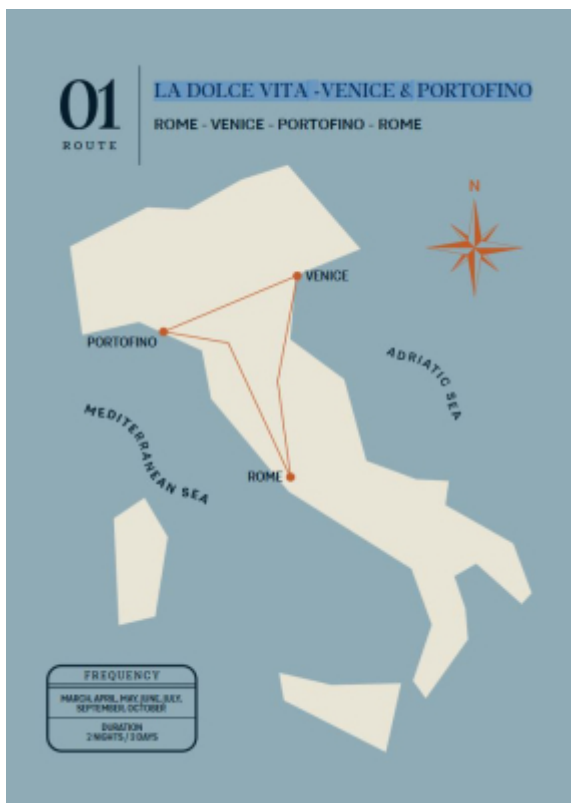 01
ROUTE
LA DOLCE VITA -VENICE & PORTOFINO
ROME - VENICE - PORTOFINO - ROME
N
VENICE
PORTOFINO
ADRIATIC SEA
MEDITERRANEAN SEA
ROME
FREQUENCY
MARCH, APRIL, MAY, JUNE, JULY,
SEPTEMBER, OCTOBER
DURATION
2 NIGHTS / 3 DAYS